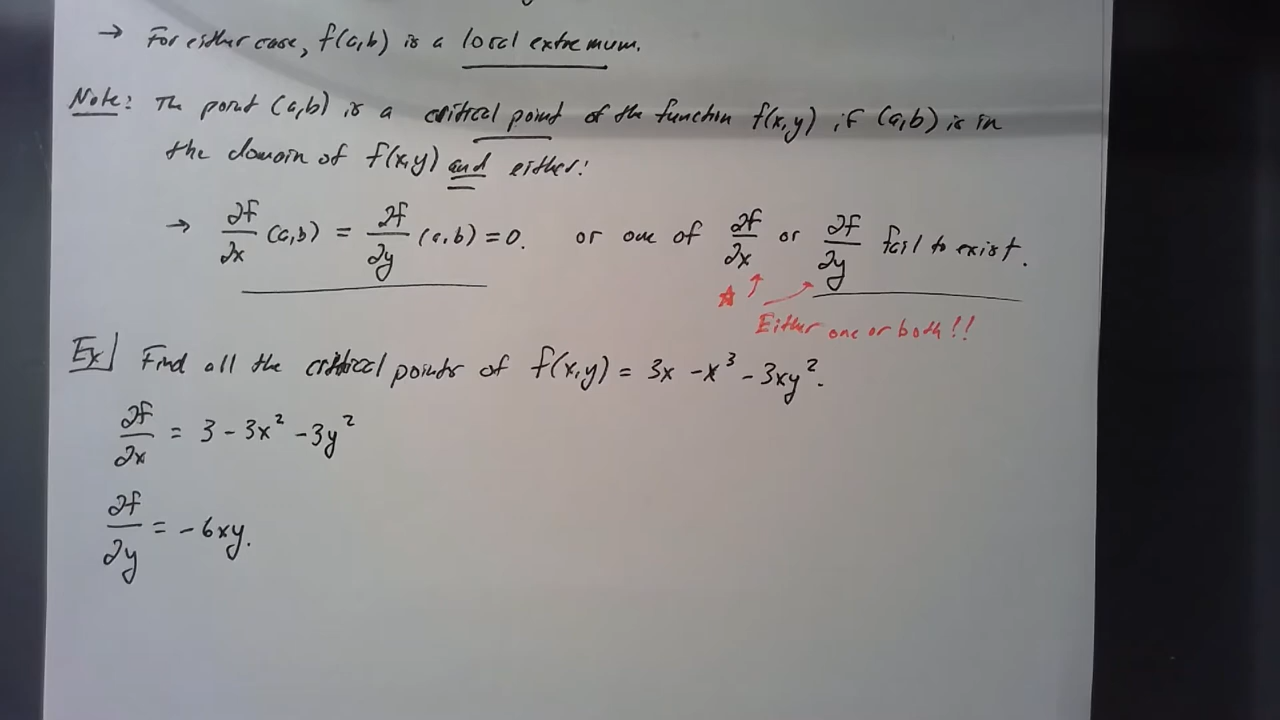 → For either case, f(a,b) is a local extremum.
Note: The point (a,b) is a critical point of the function f(x,y) if (a,b) is in
the domain of f(x,y) and either:
→ ∂f/∂x (a,b) = ∂f/∂y (a,b) = 0. or one of ∂f/∂x or ∂f/∂y fail to exist.
☆ Either one or both!!
Ex] Find all the critical points of f(x,y) = 3x - x³ - 3xy².
∂f/∂x = 3 - 3x² - 3y²
∂f/∂y = -6xy.